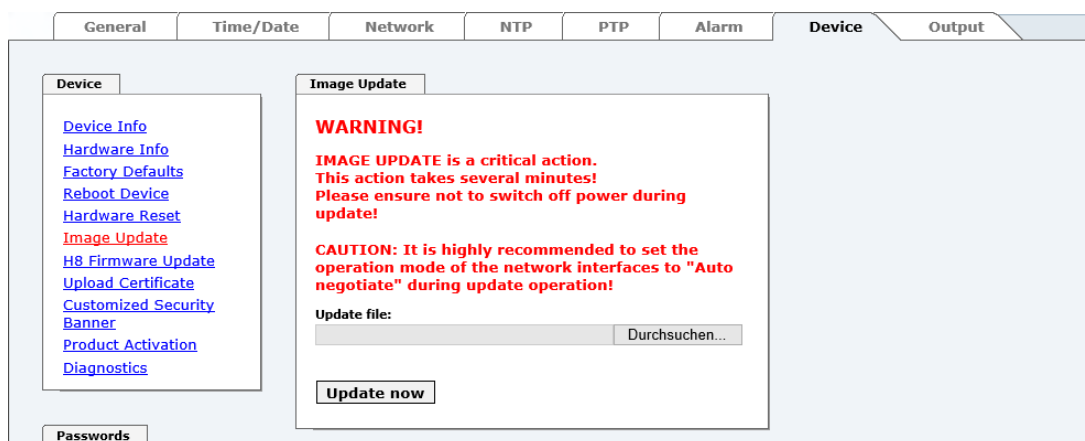 General Time/Date Network NTP PTP Alarm Device Output
Device
Device Info
Hardware Info
Factory Defaults
Reboot Device
Hardware Reset
Image Update
H8 Firmware Update
Upload Certificate
Customized Security
Banner
Product Activation
Diagnostics
Passwords
Image Update
WARNING!
IMAGE UPDATE is a critical action.
This action takes several minutes!
Please ensure not to switch off power during
update!
CAUTION: It is highly recommended to set the
operation mode of the network interfaces to "Auto
negotiate" during update operation!
Update file:
Durchsuchen...
Update now